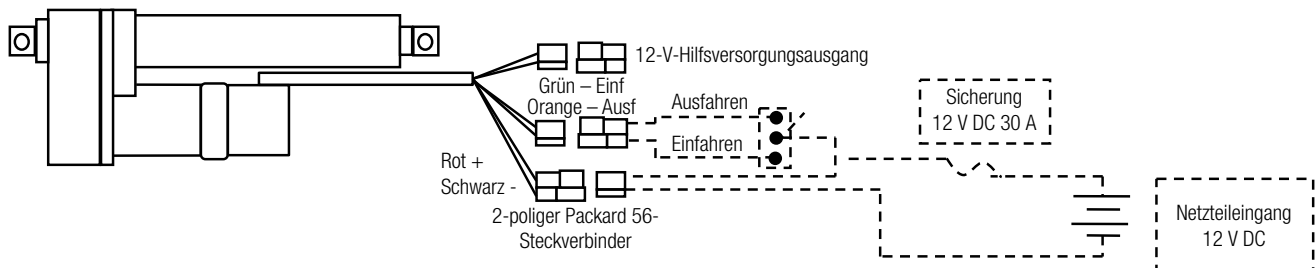 12-V-Hilfsversorgungsausgang
Grün – Einf
Orange – Ausf
Ausfahren
Einfahren
Sicherung
12 V DC 30 A
Rot +
Schwarz -
2-poliger Packard 56-
Steckverbinder
Netzteileingang
12 V DC